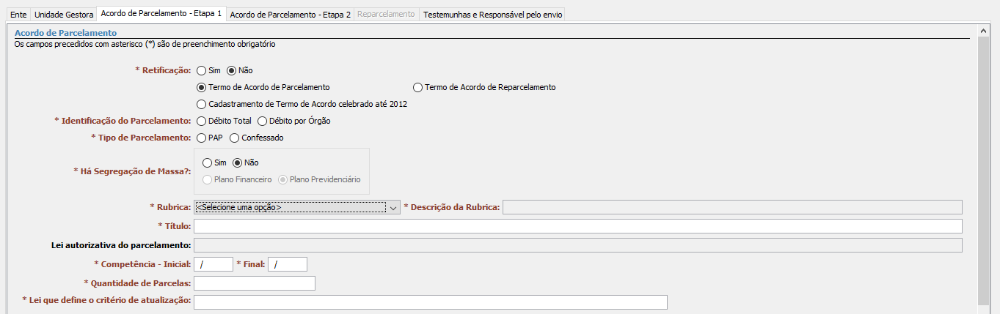 Ente Unidade Gestora Acordo de Parcelamento - Etapa 1 Acordo de Parcelamento - Etapa 2 Reparcelamento Testemunhas e Responsável pelo envio
Acordo de Parcelamento
Os campos precedidos com asterisco (*) são de preenchimento obrigatório
* Retificação: Sim Não
Termo de Acordo de Parcelamento Termo de Acordo de Reparcelamento
Cadastramento de Termo de Acordo celebrado até 2012
* Identificação do Parcelamento: Débito Total Débito por Órgão
* Tipo de Parcelamento: PAP Confessado
* Há Segregação de Massa?: Sim Não
Plano Financeiro Plano Previdenciário
* Rubrica: <Selecione uma opção> * Descrição da Rubrica:
* Título:
Lei autorizativa do parcelamento:
* Competência - Inicial: / * Final: /
* Quantidade de Parcelas:
* Lei que define o critério de atualização: